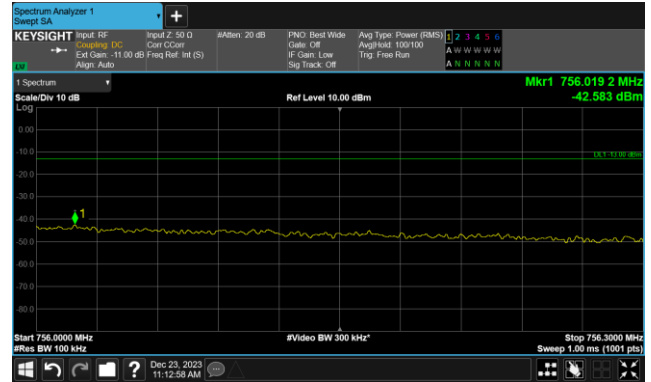 Spectrum Analyzer 1
Swept SA
+
KEYSIGHT
Input: RF
Coupling: DC
Ext Gain: -11.00 dB
Align: Auto
Input Z: 50 Ω
Corr CCorr
Freq Ref: Int (S)
#Atten: 20 dB
PNO: Best Wide
Gate: Off
IF Gain: Low
Sig Track: Off
Avg Type: Power (RMS)
Avg|Hold: 100/100
Trig: Free Run
1 2 3 4 5 6
A W W W W W
A N N N N N
LXI
1 Spectrum
Scale/Div 10 dB
Ref Level 10.00 dBm
Mkr1 756.019 2 MHz
-42.583 dBm
Log
0.00
-10.0
DL1 -13.00 dBm
-20.0
-30.0
1
-40.0
-50.0
-60.0
-70.0
-80.0
Start 756.0000 MHz
#Video BW 300 kHz*
Stop 756.3000 MHz
#Res BW 100 kHz
Sweep 1.00 ms (1001 pts)
?
Dec 23, 2023
11:12:58 AM